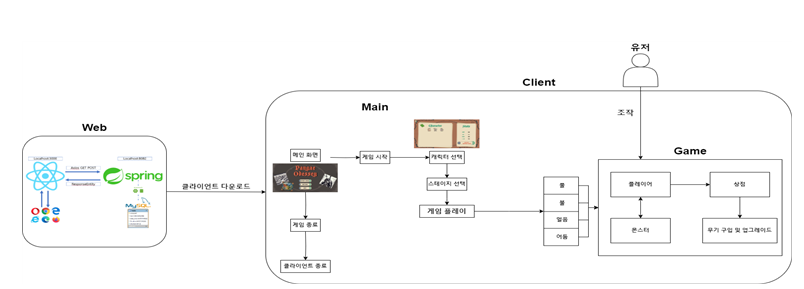 유저
Client
Web
Main
조작
Game
Localhost:3000
Localhost:8080
Axios GET POST
Responsibility
spring
MySQL
클라이언트 다운로드
메인 화면
게임 시작
캐릭터 선택
스테이지 선택
게임 플레이
게임 종료
클라이언트 종료
풀
물
얼음
어둠
플레이어
상점
몬스터
무기 구입 및 업그레이드